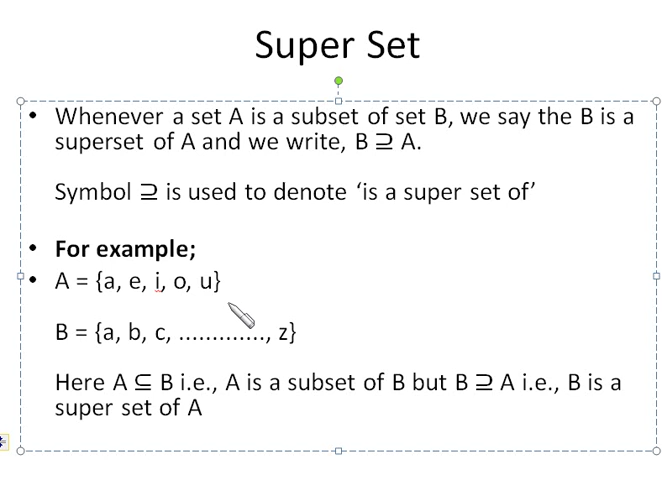 Super Set
• Whenever a set A is a subset of set B, we say the B is a
superset of A and we write, B ⊇ A.
Symbol ⊇ is used to denote ‘is a super set of’
• For example;
• A = {a, e, i, o, u}
B = {a, b, c, ............., z}
Here A ⊆ B i.e., A is a subset of B but B ⊇ A i.e., B is a
super set of A